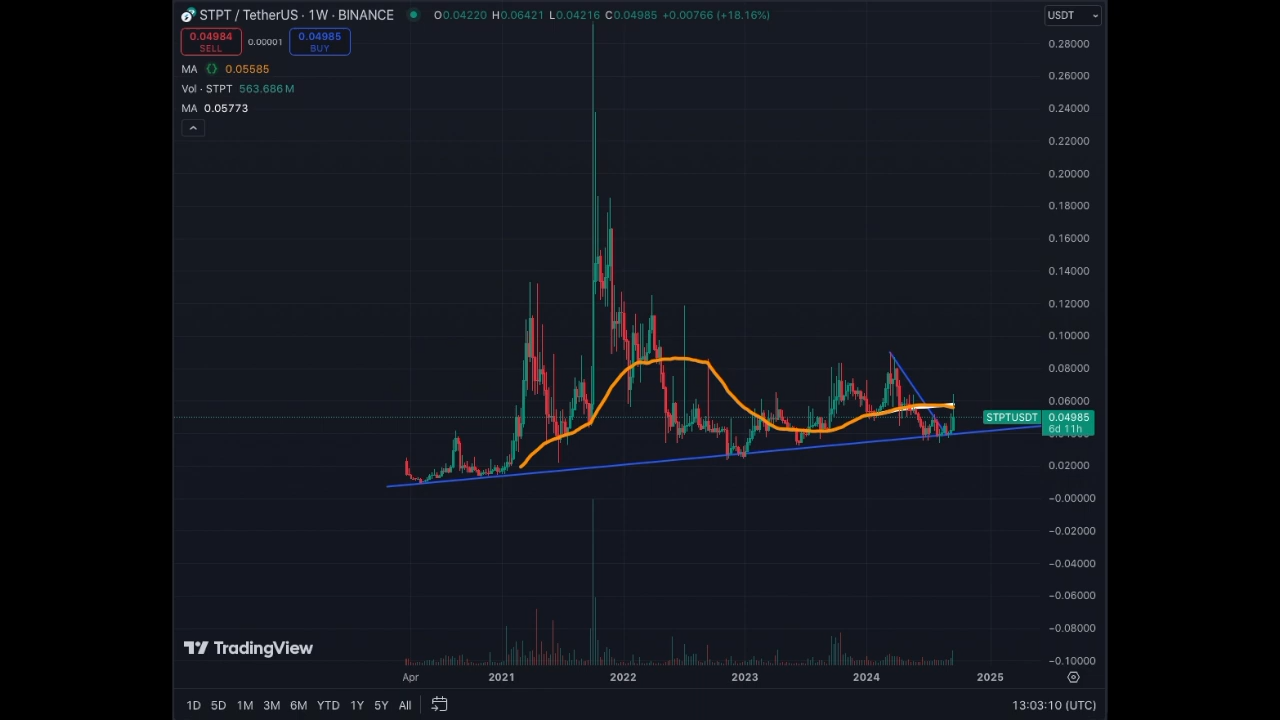 STPT / TetherUS · 1W · BINANCE O0.04220 H0.06421 L0.04216 C0.04985 +0.00766 (+18.16%)
USDT
0.04984
SELL
0.00001
0.04985
BUY
MA 0.05585
Vol · STPT 563.686 M
MA 0.05773
0.28000
0.26000
0.24000
0.22000
0.20000
0.18000
0.16000
0.14000
0.12000
0.10000
0.08000
0.06000
STPTUSDT 0.04985
6d 11h
0.02000
−0.00000
−0.02000
−0.04000
−0.06000
−0.08000
−0.10000
TradingView
Apr 2021 2022 2023 2024 2025
1D 5D 1M 3M 6M YTD 1Y 5Y All
13:03:10 (UTC)